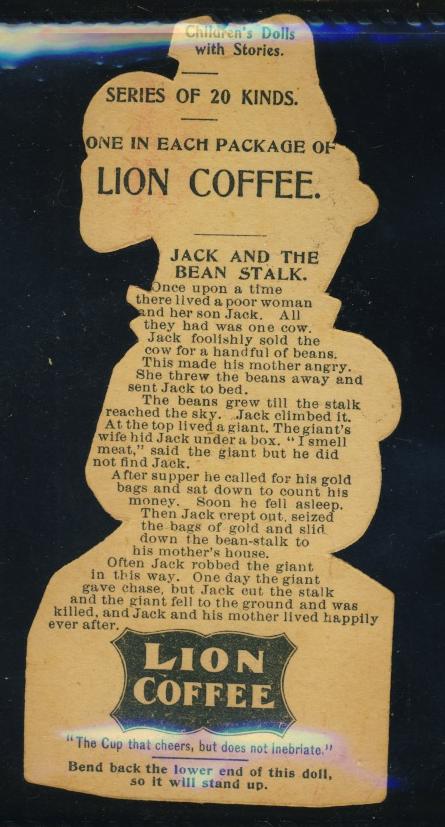 Children's Dolls
with Stories.
SERIES OF 20 KINDS.
ONE IN EACH PACKAGE OF
LION COFFEE.
JACK AND THE
BEAN STALK.
Once upon a time
there lived a poor woman
and her son Jack. All
they had was one cow.
Jack foolishly sold the
cow for a handful of beans.
This made his mother angry.
She threw the beans away and
sent Jack to bed.
The beans grew till the stalk
reached the sky. Jack climbed it.
At the top lived a giant. The giant's
wife hid Jack under a box. "I smell
meat," said the giant but he did
not find Jack.
After supper he called for his gold
bags and sat down to count his
money. Soon he fell asleep.
Then Jack crept out, seized
the bags of gold and slid
down the bean-stalk to
his mother's house.
Often Jack robbed the giant
in this way. One day the giant
gave chase, but Jack cut the stalk
and the giant fell to the ground and was
killed, and Jack and his mother lived happily
ever after.
LION
COFFEE
"The Cup that cheers, but does not inebriate."
Bend back the lower end of this doll,
so it will stand up.